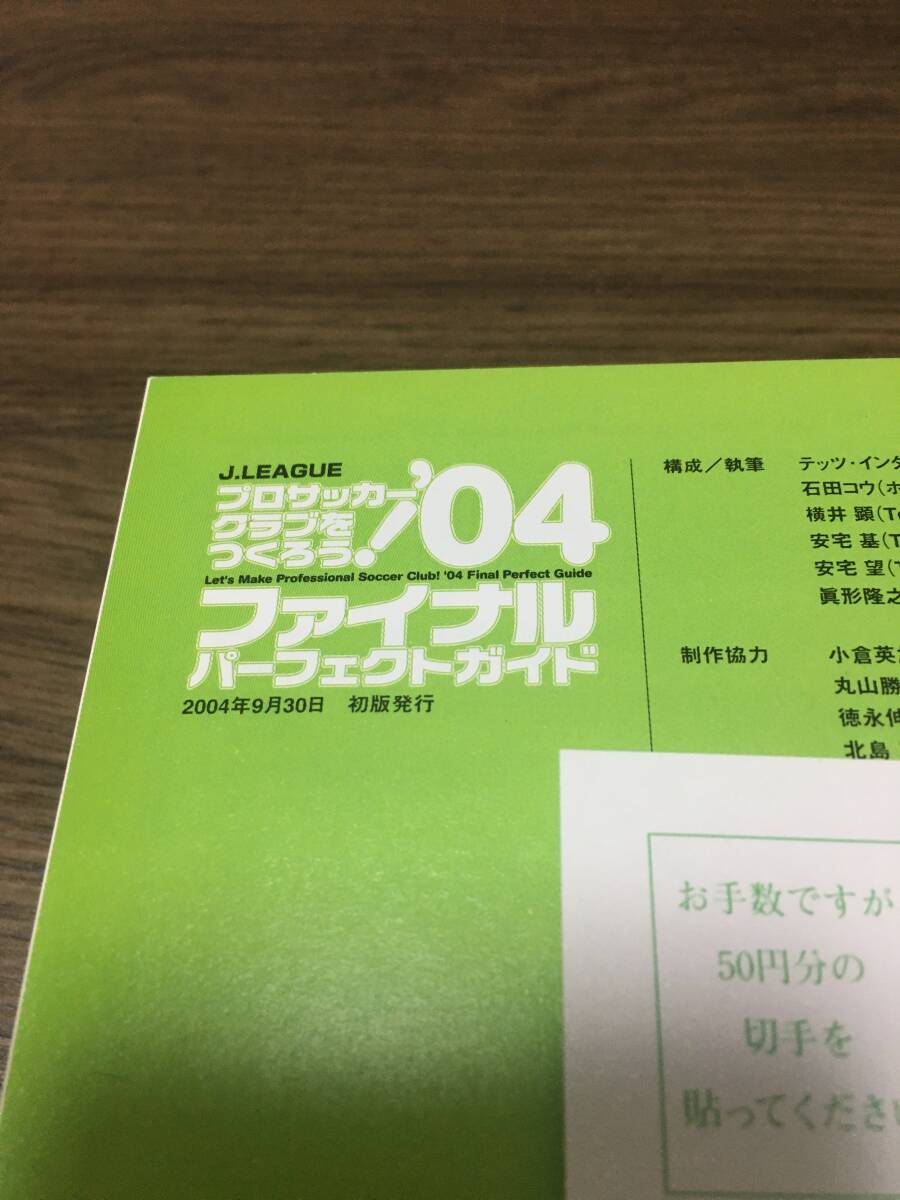 J.LEAGUE
プロサッカー
クラブを
つくろう!'04
Let's Make Professional Soccer Club! '04 Final Perfect Guide
ファイナル
パーフェクトガイド
2004年9月30日 初版発行
構成/執筆 テッツ・インタ
石田コウ(ホ
横井 顕(Te
安宅 基(T
安宅 望(T
眞形隆之
制作協力 小倉英
丸山勝
徳永伸
北島
お手数ですが
50円分の
切手を
貼ってください